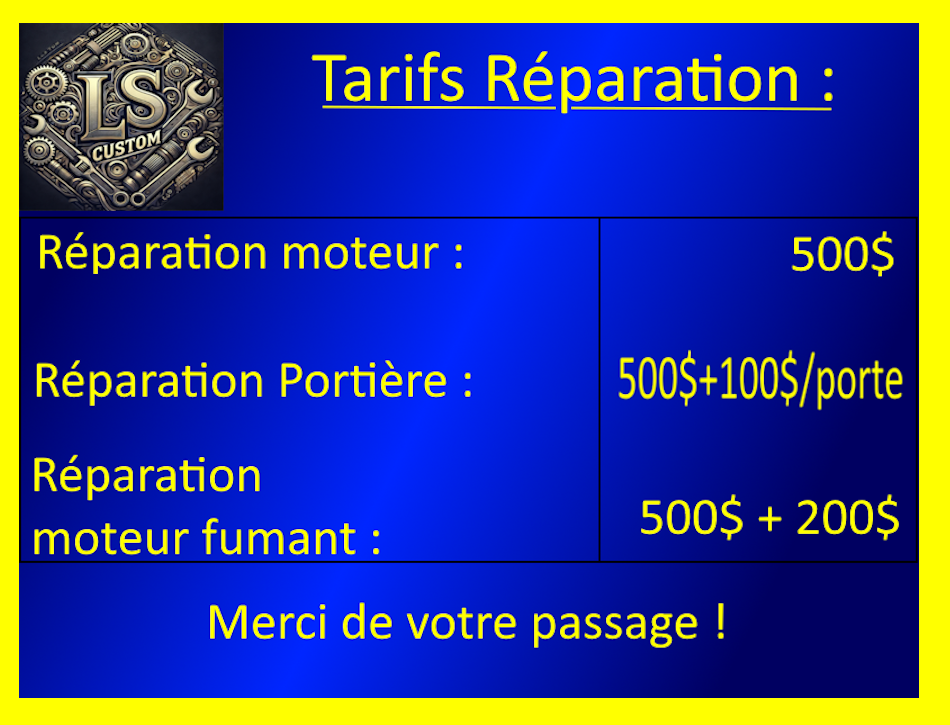 LS
CUSTOM
Tarifs Réparation :
Réparation moteur : 500$
Réparation Portière : 500$+100$/porte
Réparation
moteur fumant : 500$ + 200$
Merci de votre passage !